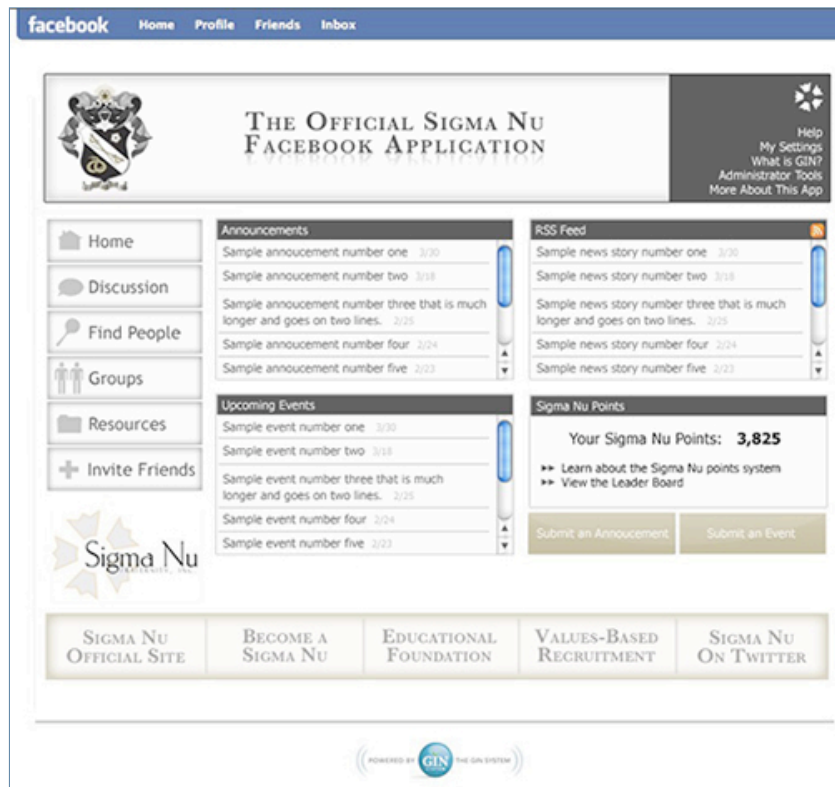 facebook Home Profile Friends Inbox
THE OFFICIAL SIGMA NU
FACEBOOK APPLICATION
Help
My Settings
What is GIN?
Administrator Tools
More About This App
Home
Discussion
Find People
Groups
Resources
Invite Friends
Sigma Nu
Announcements
Sample annoucement number one 3/30
Sample annoucement number two 3/18
Sample annoucement number three that is much
longer and goes on two lines. 2/25
Sample annoucement number four 2/24
Sample annoucement number five 2/23
RSS Feed
Sample news story number one 3/30
Sample news story number two 3/18
Sample news story number three that is much
longer and goes on two lines. 2/25
Sample news story number four 2/24
Sample news story number five 2/23
Upcoming Events
Sample event number one 3/30
Sample event number two 3/18
Sample event number three that is much
longer and goes on two lines. 2/25
Sample event number four 2/24
Sample event number five 2/23
Sigma Nu Points
Your Sigma Nu Points: 3,825
Learn about the Sigma Nu points system
View the Leader Board
Submit an Annoucement
Submit an Event
SIGMA NU
OFFICIAL SITE
BECOME A
SIGMA NU
EDUCATIONAL
FOUNDATION
VALUES-BASED
RECRUITMENT
SIGMA NU
ON TWITTER
POWERED BY GIN THE GIN SYSTEM